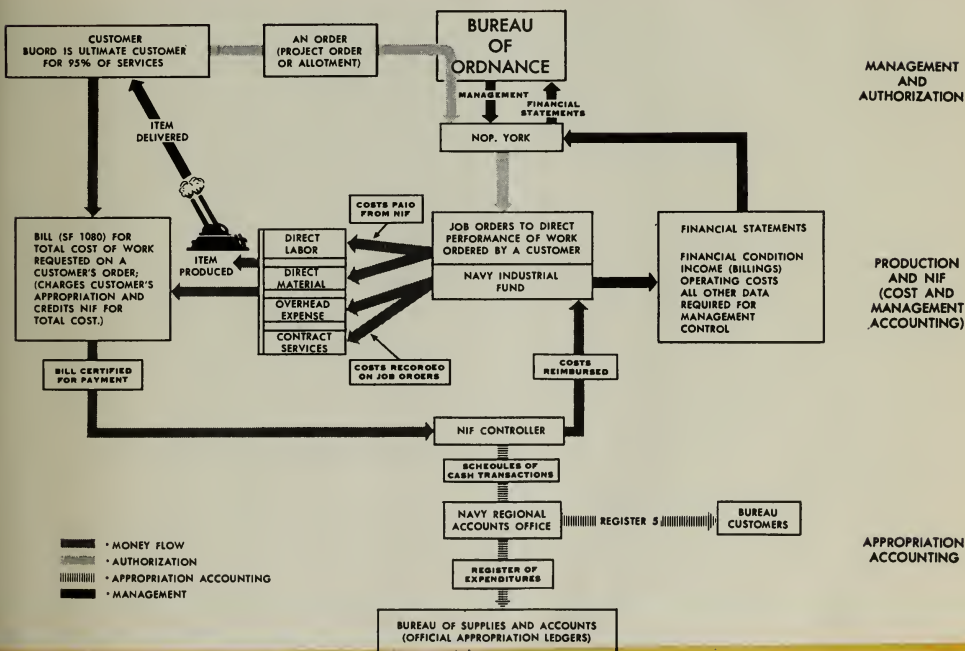 CUSTOMER
BUORD IS ULTIMATE CUSTOMER
FOR 95% OF SERVICES
AN ORDER
(PROJECT ORDER
OR ALLOTMENT)
BUREAU
OF
ORDNANCE
MANAGEMENT
AND
AUTHORIZATION
MANAGEMENT
FINANCIAL
STATEMENTS
NOP. YORK
ITEM
DELIVERED
COSTS PAID
FROM NIF
BILL (SF 1080) FOR
TOTAL COST OF WORK
REQUESTED ON A
CUSTOMER'S ORDER;
(CHARGES CUSTOMER'S
APPROPRIATION AND
CREDITS NIF FOR
TOTAL COST.)
ITEM
PRODUCED
DIRECT
LABOR
DIRECT
MATERIAL
OVERHEAD
EXPENSE
CONTRACT
SERVICES
JOB ORDERS TO DIRECT
PERFORMANCE OF WORK
ORDERED BY A CUSTOMER
NAVY INDUSTRIAL
FUND
FINANCIAL STATEMENTS
FINANCIAL CONDITION
INCOME (BILLINGS)
OPERATING COSTS
ALL OTHER DATA
REQUIRED FOR
MANAGEMENT
CONTROL
PRODUCTION
AND NIF
(COST AND
MANAGEMENT
ACCOUNTING)
BILL CERTIFIED
FOR PAYMENT
COSTS RECORDED
ON JOB ORDERS
COSTS
REIMBURSED
NIF CONTROLLER
SCHEDULES OF
CASH TRANSACTIONS
NAVY REGIONAL
ACCOUNTS OFFICE
REGISTER 5
BUREAU
CUSTOMERS
REGISTER OF
EXPENDITURES
APPROPRIATION
ACCOUNTING
• MONEY FLOW
• AUTHORIZATION
• APPROPRIATION ACCOUNTING
• MANAGEMENT
BUREAU OF SUPPLIES AND ACCOUNTS
(OFFICIAL APPROPRIATION LEDGERS)